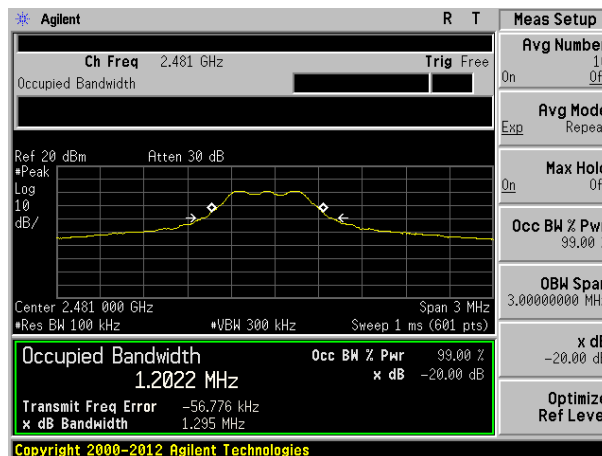 Agilent R T Meas Setup
Avg Number
On
Ch Freq 2.481 GHz Trig Free
Occupied Bandwidth
Avg Mode
Exp Repea
Ref 20 dBm Atten 30 dB
#Peak
Log
10
dB/
Max Hold
On
Occ BW % Pwr
99.00
OBW Span
3.00000000 MH
Center 2.481 000 GHz Span 3 MHz
#Res BW 100 kHz #VBW 300 kHz Sweep 1 ms (601 pts)
x dB
-20.00 dB
Occupied Bandwidth Occ BW % Pwr 99.00 %
1.2022 MHz x dB -20.00 dB
Transmit Freq Error -56.776 kHz
x dB Bandwidth 1.295 MHz
Optimize
Ref Level
Copyright 2000-2012 Agilent Technologies